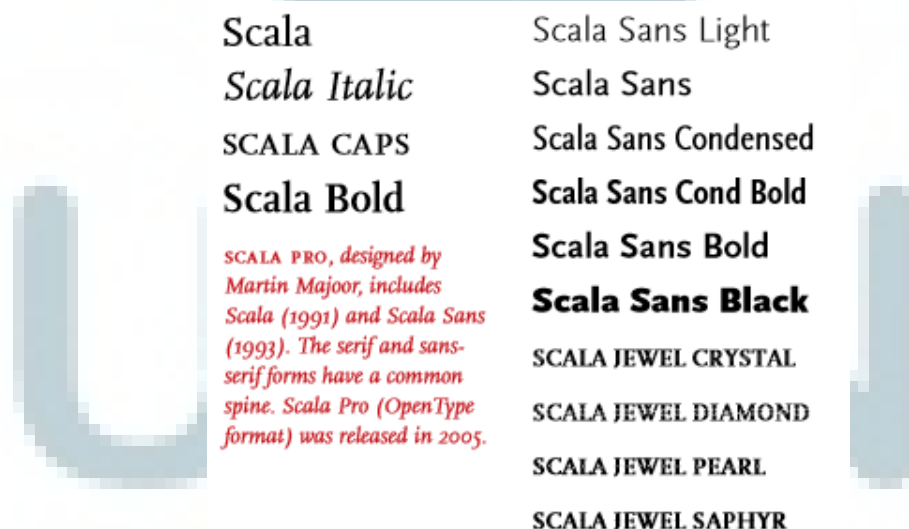 Scala
Scala Italic
SCALA CAPS
Scala Bold
SCALA PRO, designed by
Martin Majoor, includes
Scala (1991) and Scala Sans
(1993). The serif and sans-
serif forms have a common
spine. Scala Pro (OpenType
format) was released in 2005.
Scala Sans Light
Scala Sans
Scala Sans Condensed
Scala Sans Cond Bold
Scala Sans Bold
Scala Sans Black
SCALA JEWEL CRYSTAL
SCALA JEWEL DIAMOND
SCALA JEWEL PEARL
SCALA JEWEL SAPHYR